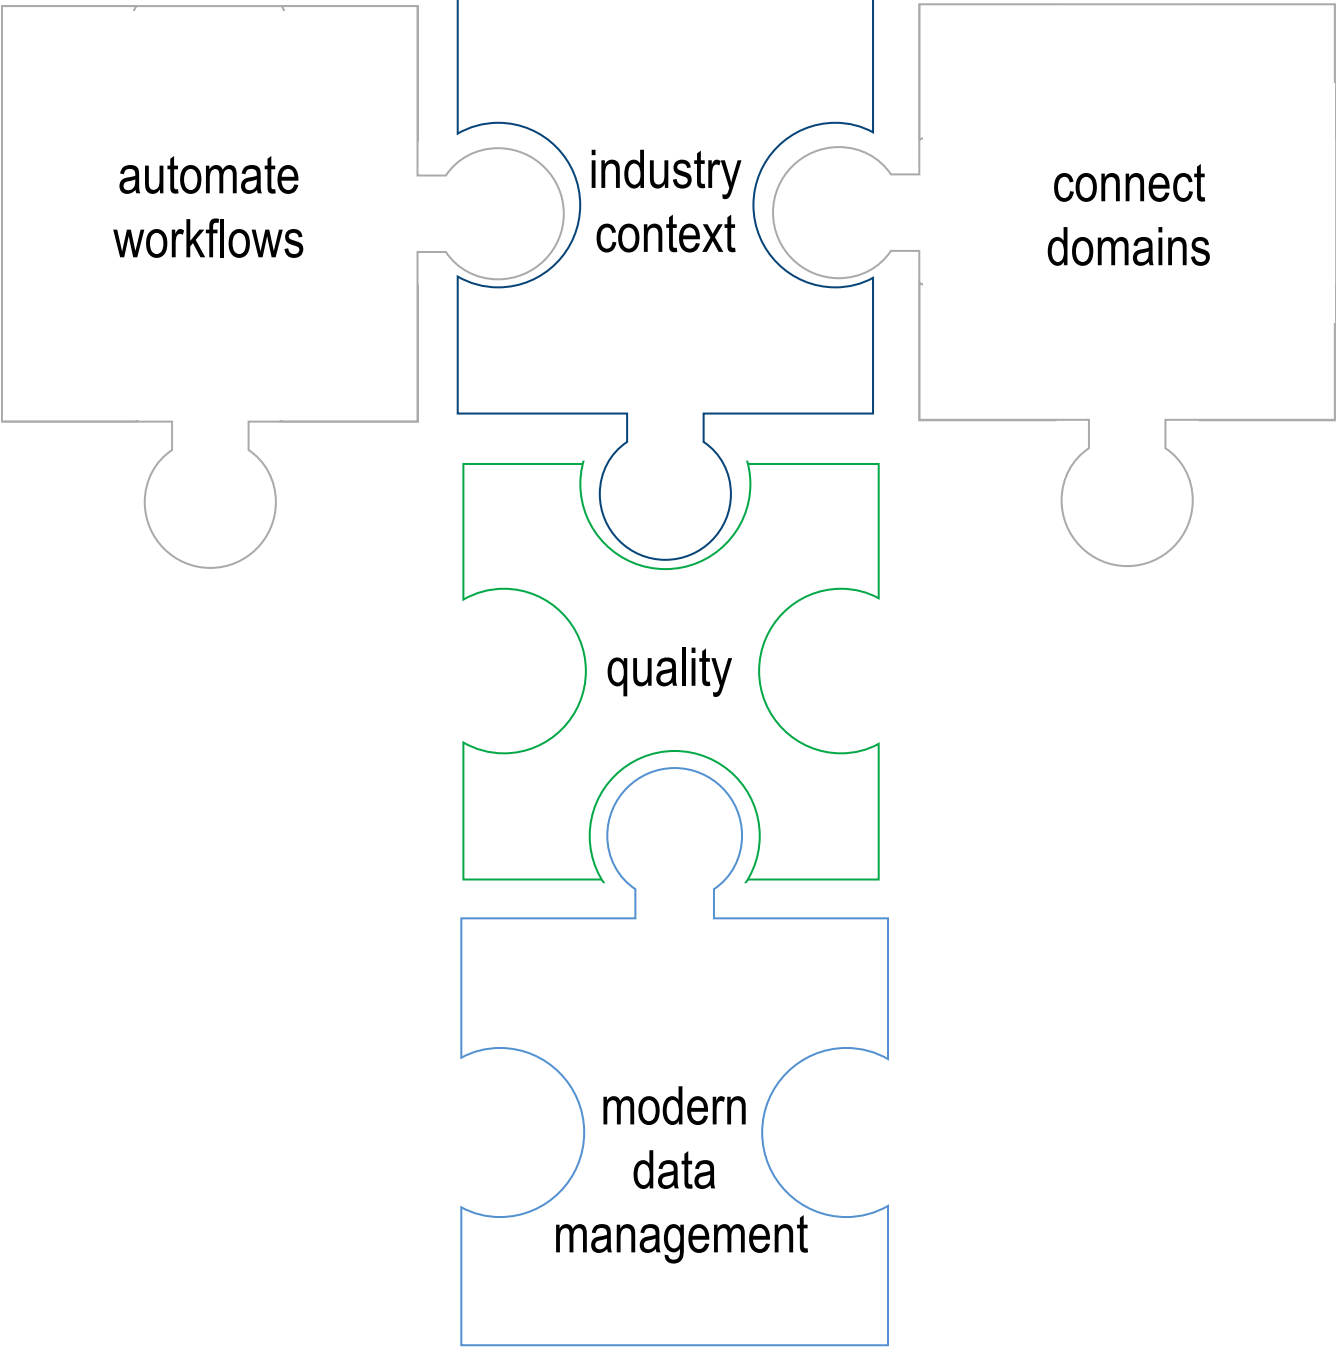 automate
workflows
industry
context
connect
domains
quality
modern
data
management